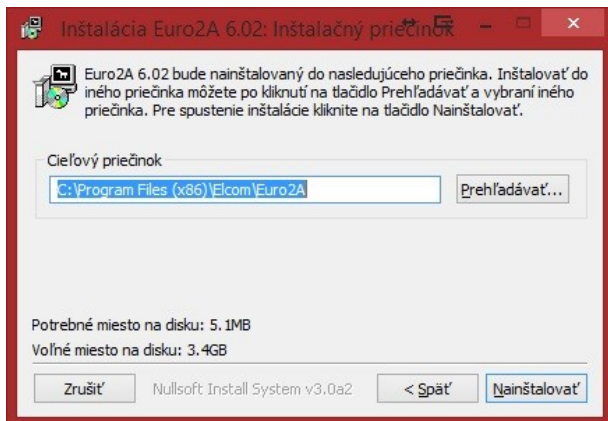 Inštalácia Euro2A 6.02: Inštalačný priečinok
Euro2A 6.02 bude nainštalovaný do nasledujúceho priečinka. Inštalovať do
iného priečinka môžete po kliknutí na tlačidlo Prehľadávať a vybraní iného
priečinka. Pre spustenie inštalácie kliknite na tlačidlo Nainštalovať.
Cieľový priečinok
C:\Program Files (x86)\Elcom\Euro2A
Prehľadávať...
Potrebné miesto na disku: 5.1MB
Voľné miesto na disku: 3.4GB
Zrušiť Nullsoft Install System v3.0a2 < Späť Nainštalovať